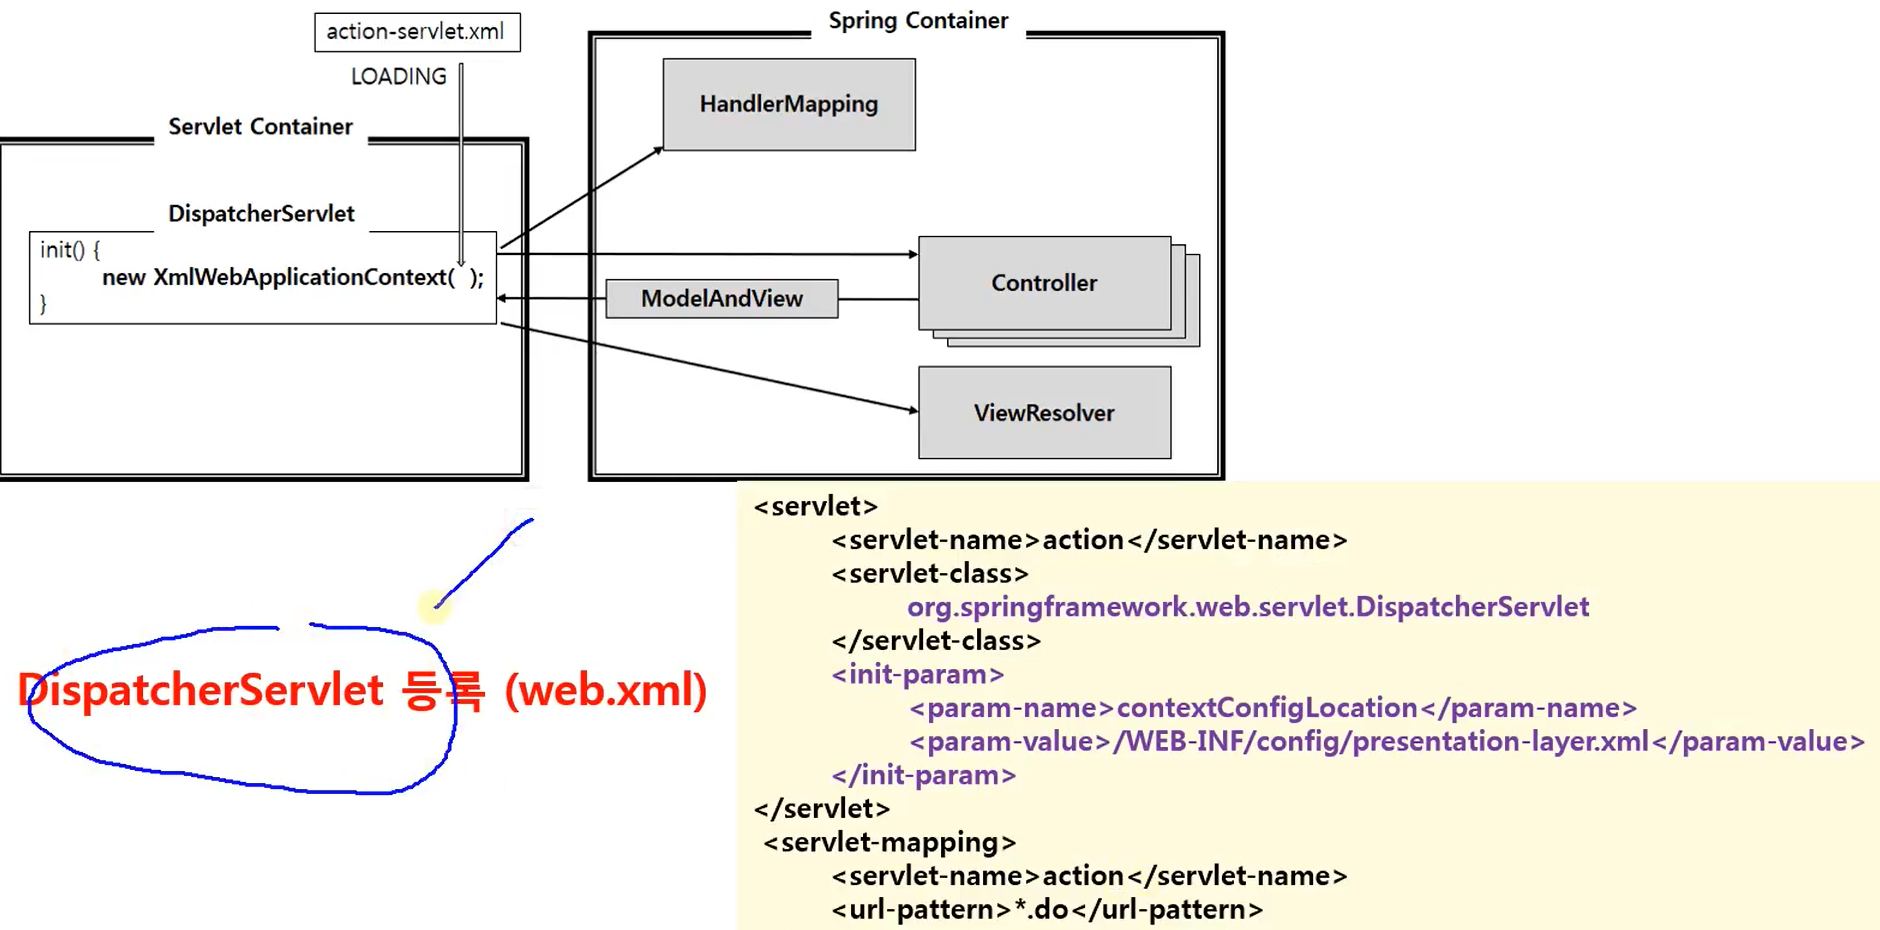 action-servlet.xml
LOADING
Spring Container
HandlerMapping
Servlet Container
DispatcherServlet
init() {
new XmlWebApplicationContext( );
}
ModelAndView
Controller
ViewResolver
DispatcherServlet 등록 (web.xml)
<servlet>
<servlet-name>action</servlet-name>
<servlet-class>
org.springframework.web.servlet.DispatcherServlet
</servlet-class>
<init-param>
<param-name>contextConfigLocation</param-name>
<param-value>/WEB-INF/config/presentation-layer.xml</param-value>
</init-param>
</servlet>
<servlet-mapping>
<servlet-name>action</servlet-name>
<url-pattern>*.do</url-pattern>